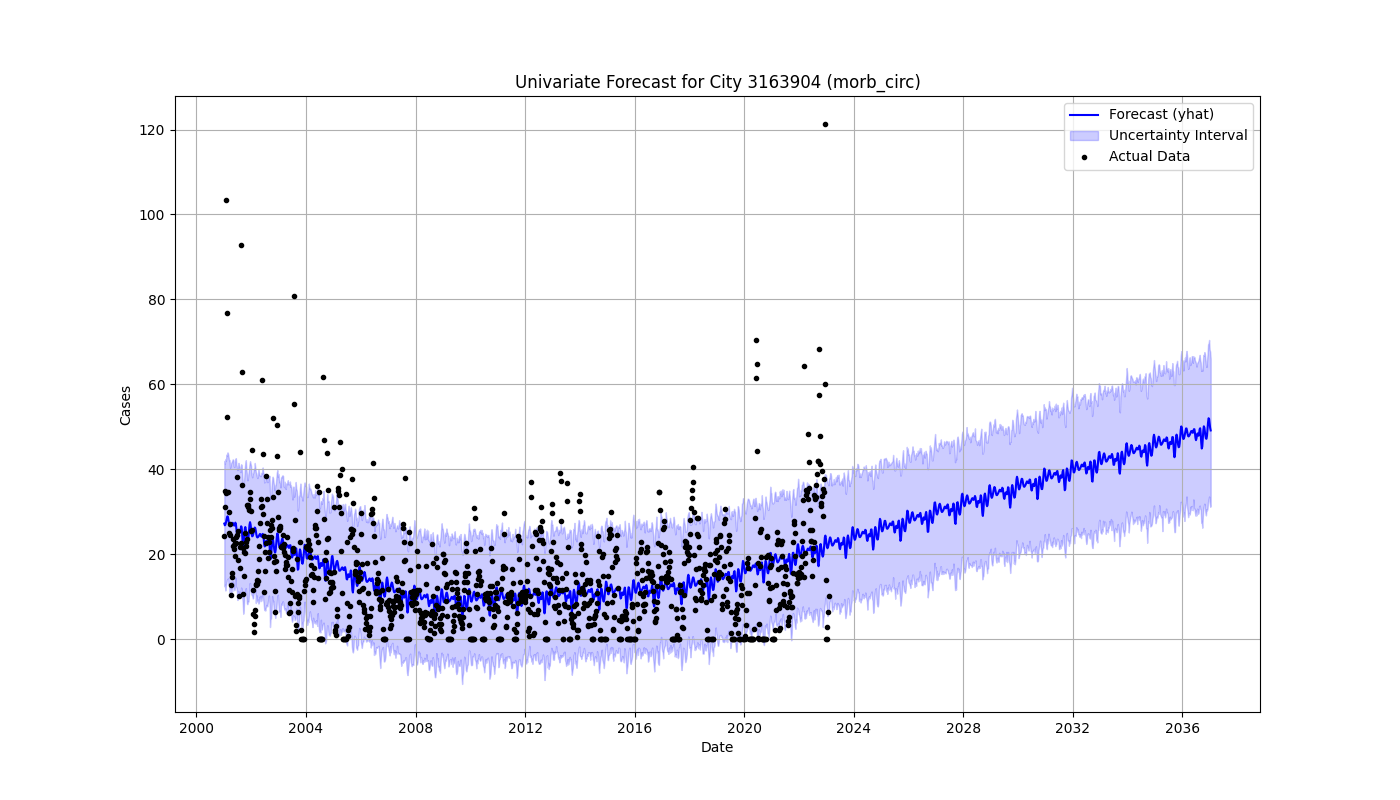 Univariate Forecast for City 3163904 (morb_circ)
Forecast (yhat)
Uncertainty Interval
Actual Data
120
100
80
60
40
20
0
Cases
2000 2004 2008 2012 2016 2020 2024 2028 2032 2036
Date